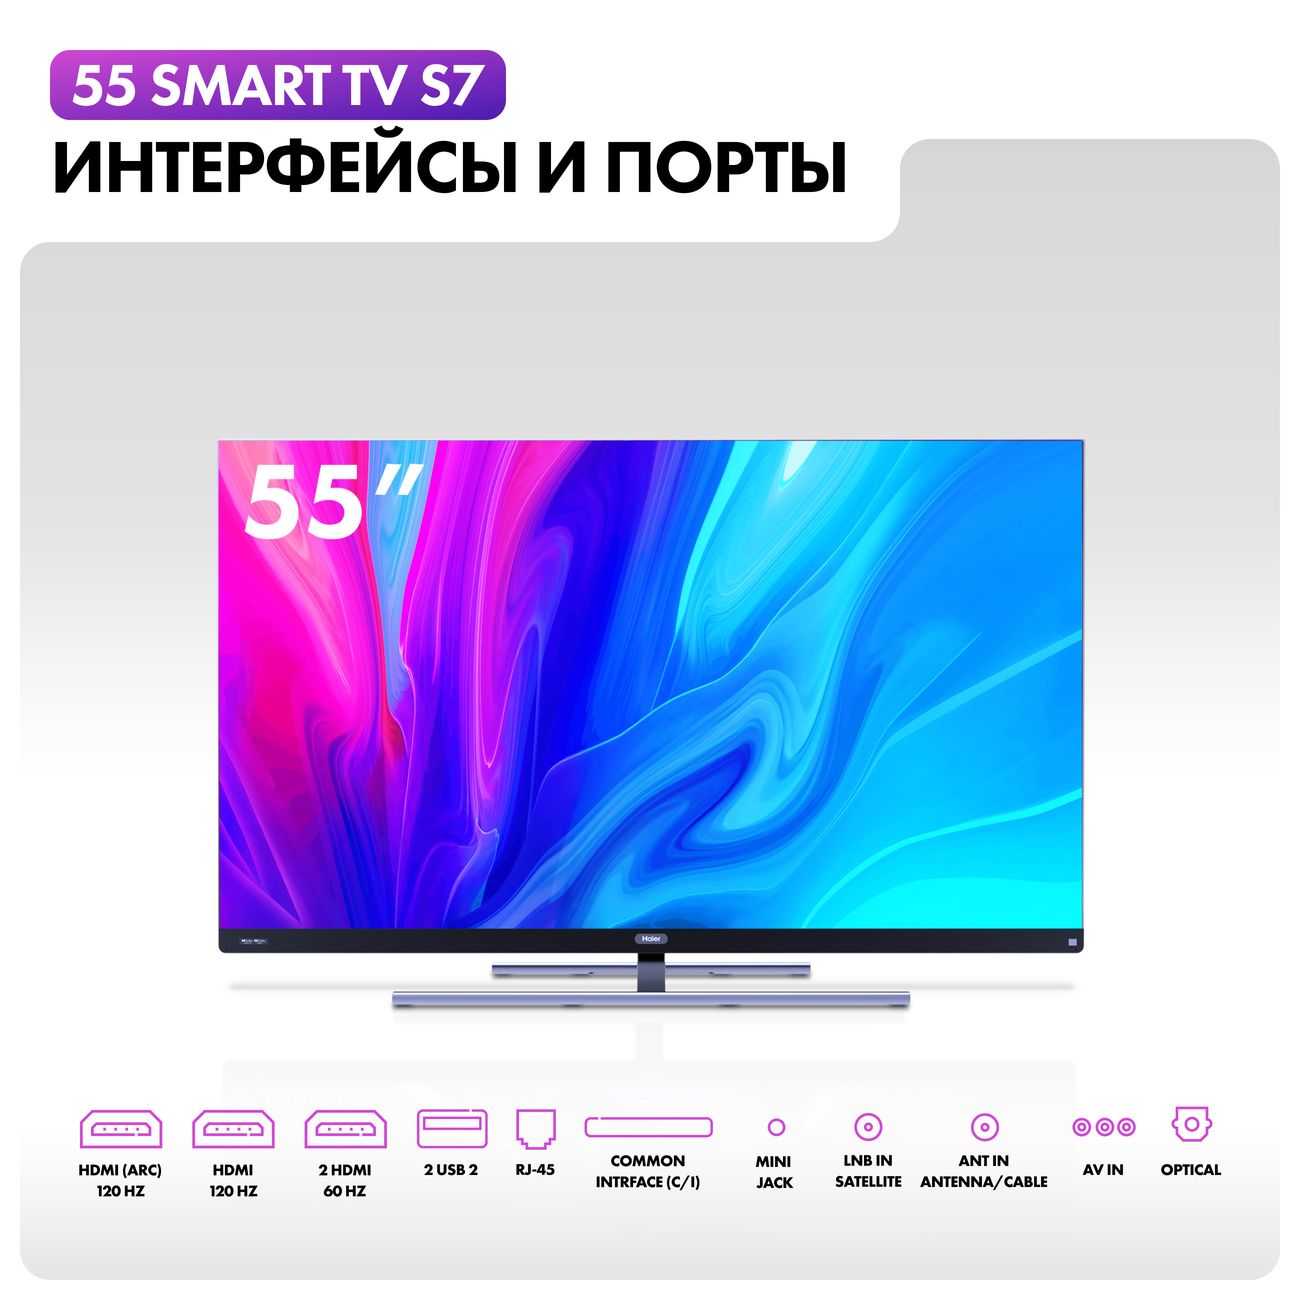 55 SMART TV S7
ИНТЕРФЕЙСЫ И ПОРТЫ
55″
Haier
HDMI (ARC)
120 HZ
HDMI
120 HZ
2 HDMI
60 HZ
2 USB 2
RJ-45
COMMON
INTRFACE (C/I)
MINI
JACK
LNB IN
SATELLITE
ANT IN
ANTENNA/CABLE
AV IN
OPTICAL